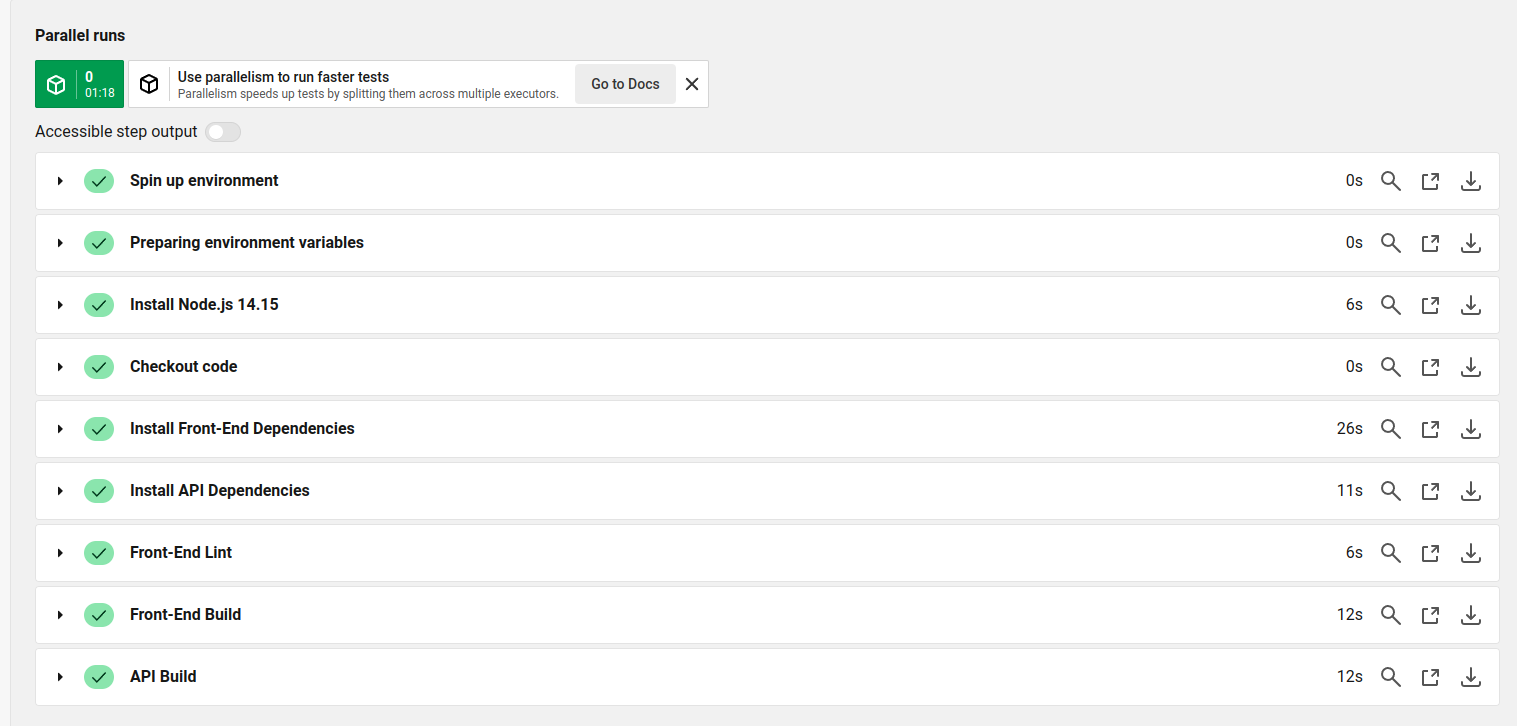 Parallel runs
0
01:18
Use parallelism to run faster tests
Parallelism speeds up tests by splitting them across multiple executors.
Go to Docs
Accessible step output
Spin up environment 0s
Preparing environment variables 0s
Install Node.js 14.15 6s
Checkout code 0s
Install Front-End Dependencies 26s
Install API Dependencies 11s
Front-End Lint 6s
Front-End Build 12s
API Build 12s